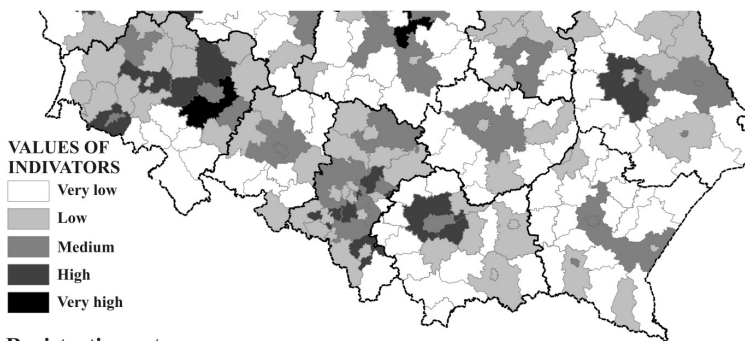 VALUES OF
INDIVATORS
Very low
Low
Medium
High
Very high